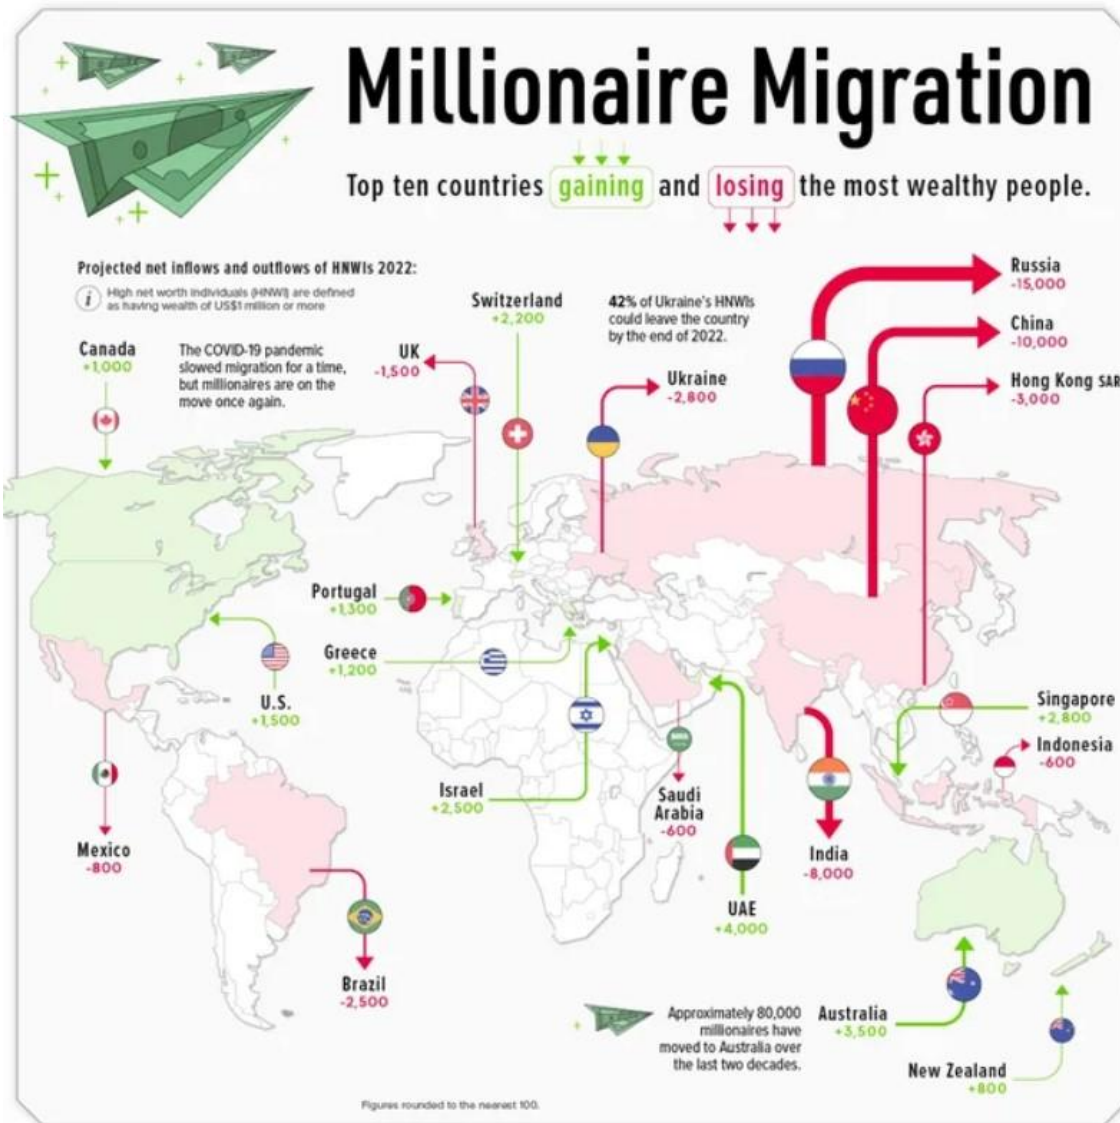 Millionaire Migration
Top ten countries gaining and losing the most wealthy people.
Projected net inflows and outflows of HNWIs 2022:
i
High net worth individuals (HNWI) are defined
as having wealth of US$1 million or more
Canada
+1,000
The COVID-19 pandemic
slowed migration for a time,
but millionaires are on the
move once again.
UK
-1,500
Switzerland
+2,200
42% of Ukraine's HNWIs
could leave the country
by the end of 2022.
Ukraine
-2,800
Russia
-15,000
China
-10,000
Hong Kong SAR
-3,000
Portugal
+1,300
Greece
+1,200
U.S.
+1,500
Israel
+2,500
Saudi
Arabia
-600
Singapore
+2,800
Indonesia
-600
Mexico
-800
India
-8,000
UAE
+4,000
Brazil
-2,500
Approximately 80,000
millionaires have
moved to Australia over
the last two decades.
Australia
+3,500
New Zealand
+800
Figures rounded to the nearest 100.